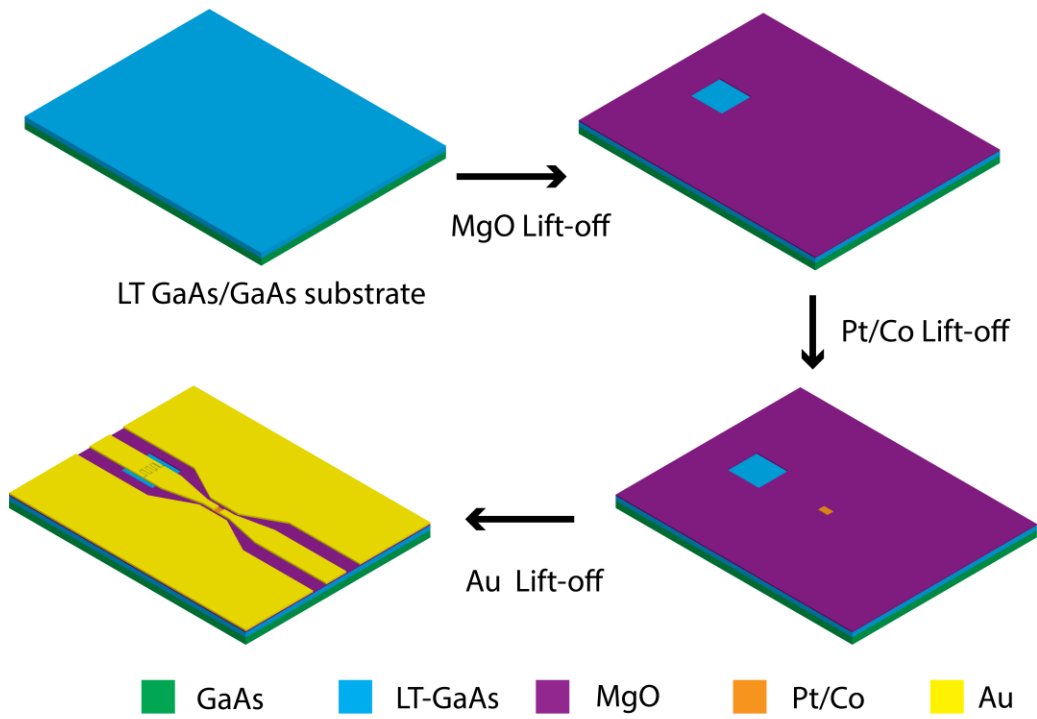 MgO Lift-off
LT GaAs/GaAs substrate
Pt/Co Lift-off
Au Lift-off
GaAs
LT-GaAs
MgO
Pt/Co
Au